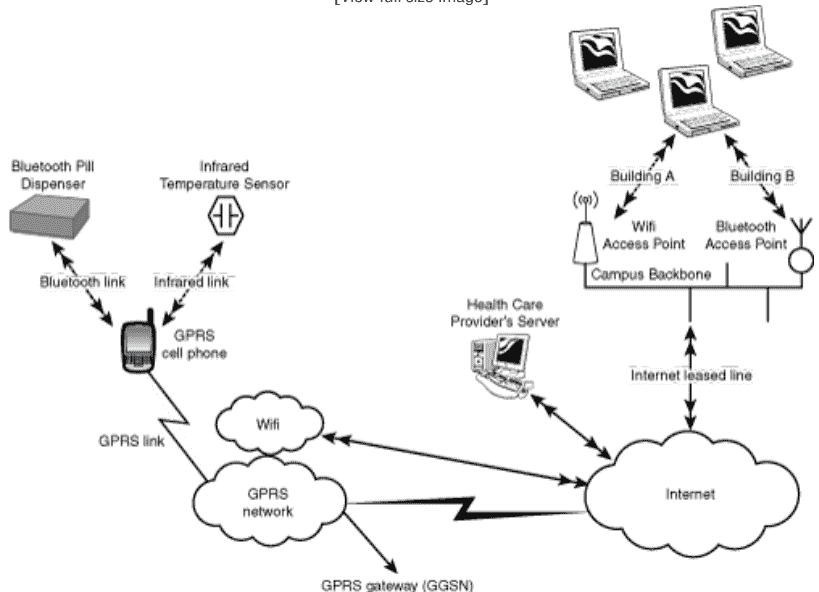 [View full size image]
Bluetooth Pill
Dispenser
Infrared
Temperature Sensor
Building A
Building B
Wifi
Access Point
Bluetooth
Access Point
Campus Backbone
Bluetooth link
Infrared link
GPRS
cell phone
Health Care
Provider's Server
Internet leased line
Wifi
GPRS link
GPRS
network
Internet
GPRS gateway (GGSN)